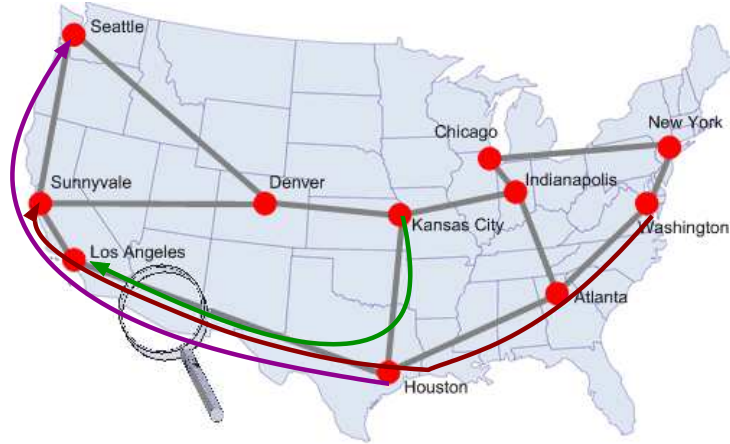 Seattle
New York
Chicago
Indianapolis
Sunnyvale
Denver
Kansas City
Washington
Los Angeles
Atlanta
Houston